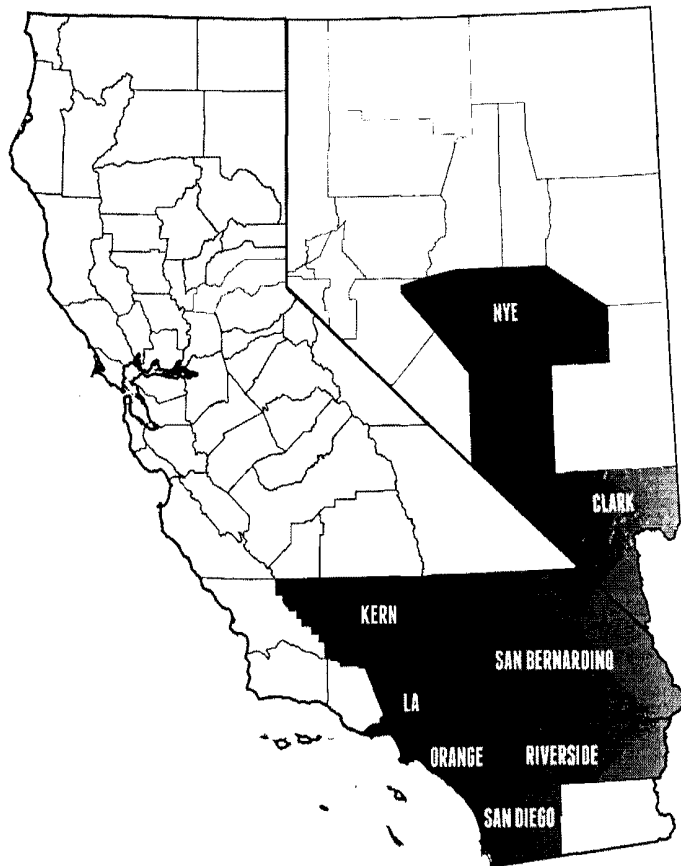 NYE
CLARK
KERN
SAN BERNARDINO
LA
ORANGE RIVERSIDE
SAN DIEGO